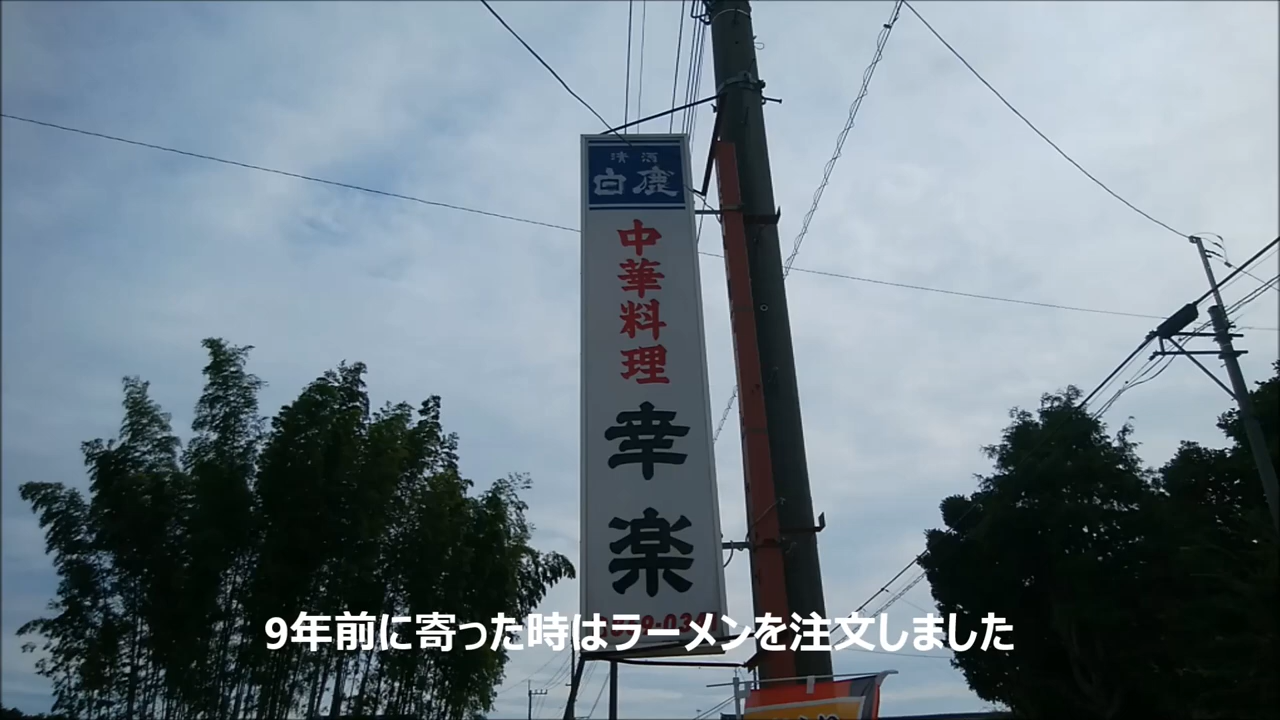 清酒
白鹿
中華料理
幸楽
9年前に寄った時はラーメンを注文しました